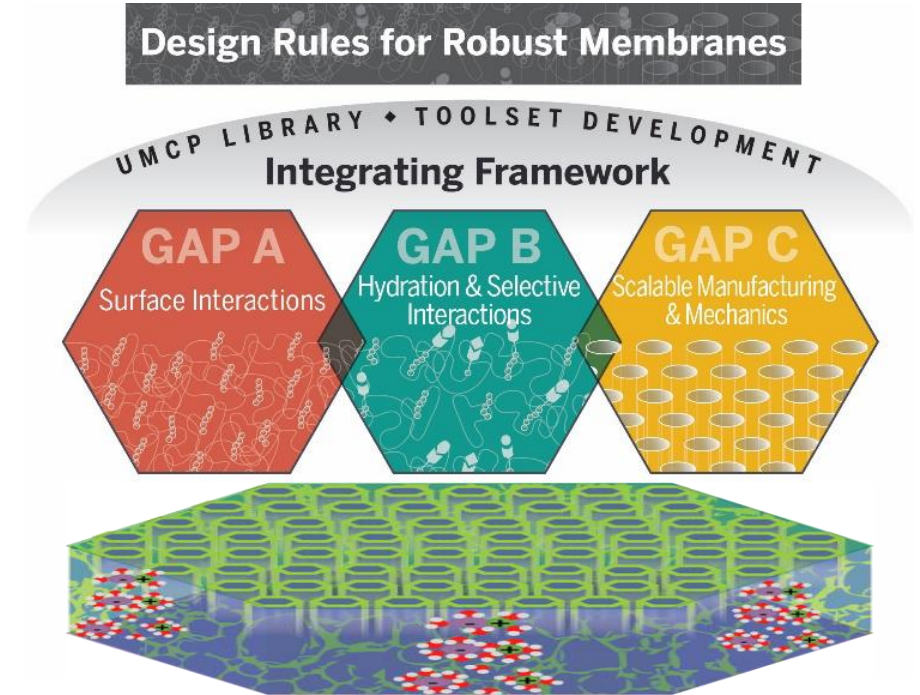 Design Rules for Robust Membranes
UMCP LIBRARY ◆ TOOLSET DEVELOPMENT
Integrating Framework
GAP A
Surface Interactions
GAP B
Hydration & Selective
Interactions
GAP C
Scalable Manufacturing
& Mechanics